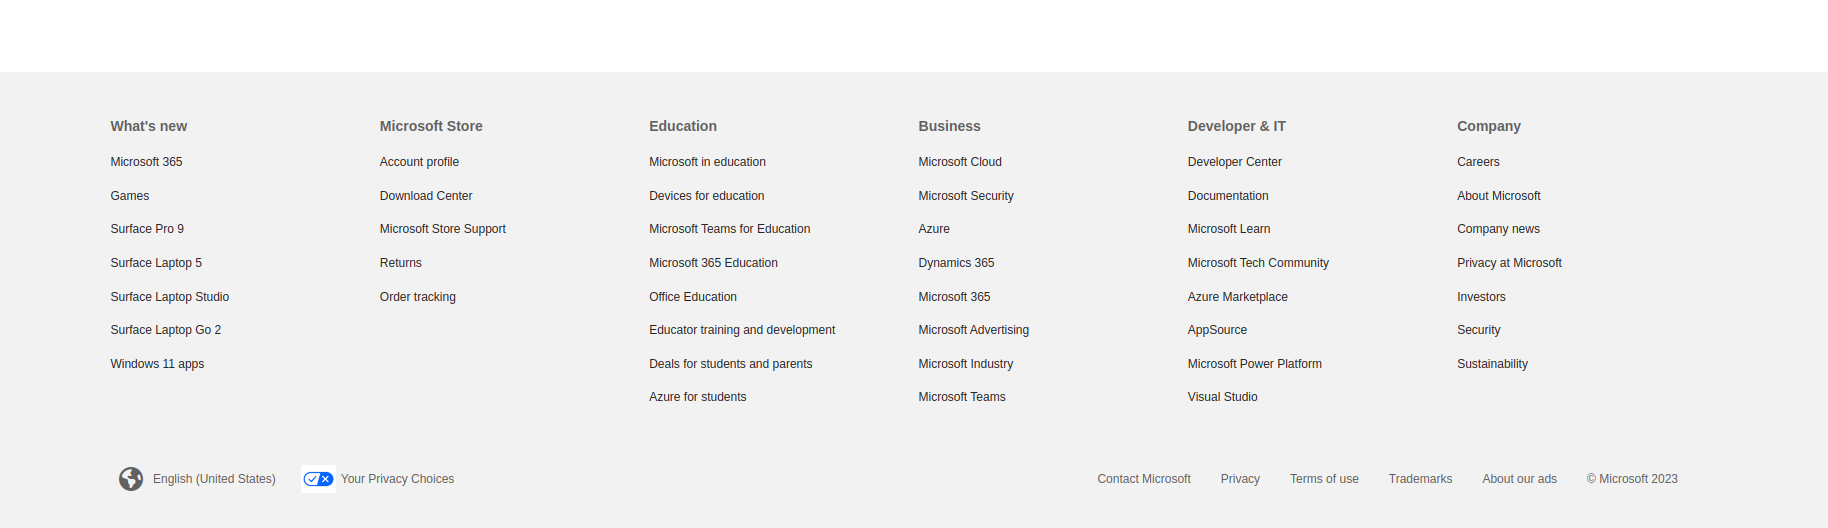 What's new
Microsoft 365
Games
Surface Pro 9
Surface Laptop 5
Surface Laptop Studio
Surface Laptop Go 2
Windows 11 apps
Microsoft Store
Account profile
Download Center
Microsoft Store Support
Returns
Order tracking
Education
Microsoft in education
Devices for education
Microsoft Teams for Education
Microsoft 365 Education
Office Education
Educator training and development
Deals for students and parents
Azure for students
Business
Microsoft Cloud
Microsoft Security
Azure
Dynamics 365
Microsoft 365
Microsoft Advertising
Microsoft Industry
Microsoft Teams
Developer & IT
Developer Center
Documentation
Microsoft Learn
Microsoft Tech Community
Azure Marketplace
AppSource
Microsoft Power Platform
Visual Studio
Company
Careers
About Microsoft
Company news
Privacy at Microsoft
Investors
Security
Sustainability
English (United States)
Your Privacy Choices
Contact Microsoft
Privacy
Terms of use
Trademarks
About our ads
© Microsoft 2023